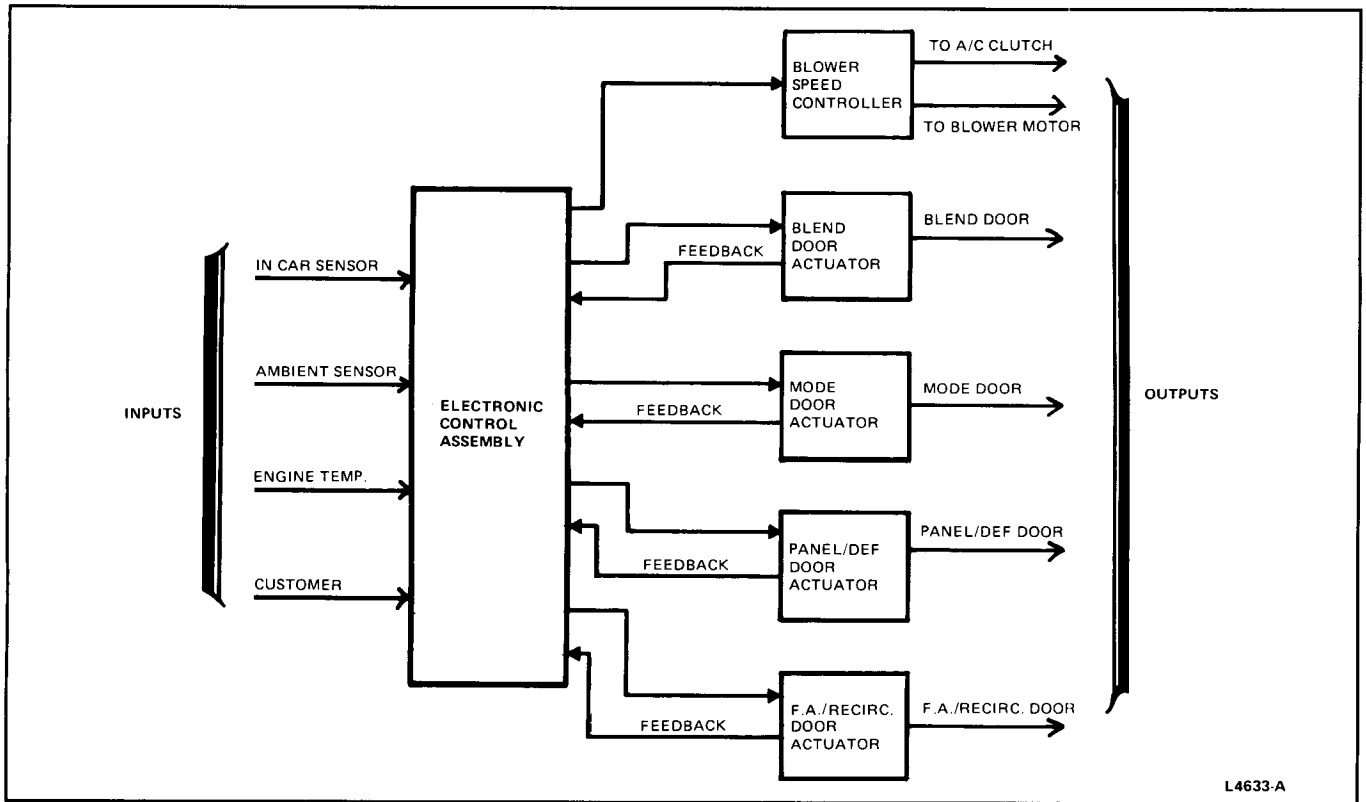 INPUTS
IN CAR SENSOR
AMBIENT SENSOR
ENGINE TEMP.
CUSTOMER
ELECTRONIC
CONTROL
ASSEMBLY
BLOWER
SPEED
CONTROLLER
TO A/C CLUTCH
TO BLOWER MOTOR
FEEDBACK
BLEND
DOOR
ACTUATOR
BLEND DOOR
FEEDBACK
MODE
DOOR
ACTUATOR
MODE DOOR
FEEDBACK
PANEL/DEF
DOOR
ACTUATOR
PANEL/DEF DOOR
FEEDBACK
F.A./RECIRC.
DOOR
ACTUATOR
F.A./RECIRC. DOOR
OUTPUTS
L4633-A